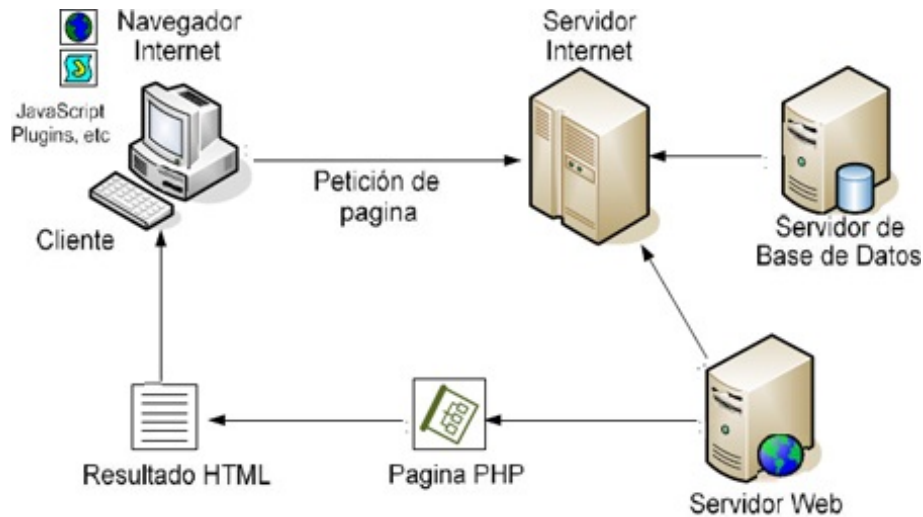 Navegador
Internet
JavaScript
Plugins, etc
Cliente
Petición de
pagina
Servidor
Internet
Servidor de
Base de Datos
Resultado HTML
Pagina PHP
Servidor Web